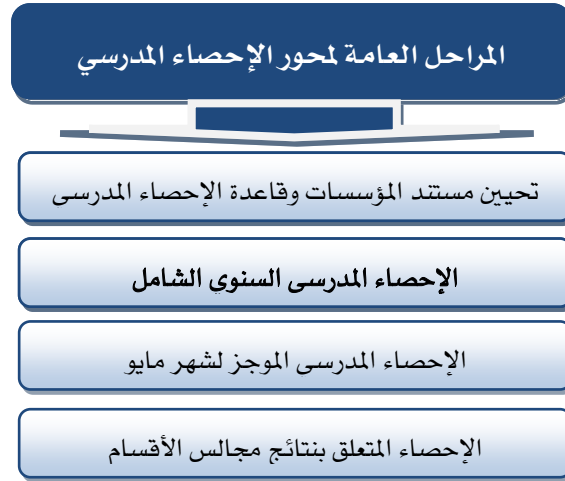 المراحل العامة لمحور الإحصاء المدرسي
تحيين مستند المؤسسات وقاعدة الإحصاء المدرسى
الإحصاء المدرسى السنوي الشامل
الإحصاء المدرسى الموجز لشهر مايو
الإحصاء المتعلق بنتائج مجالس الأقسام